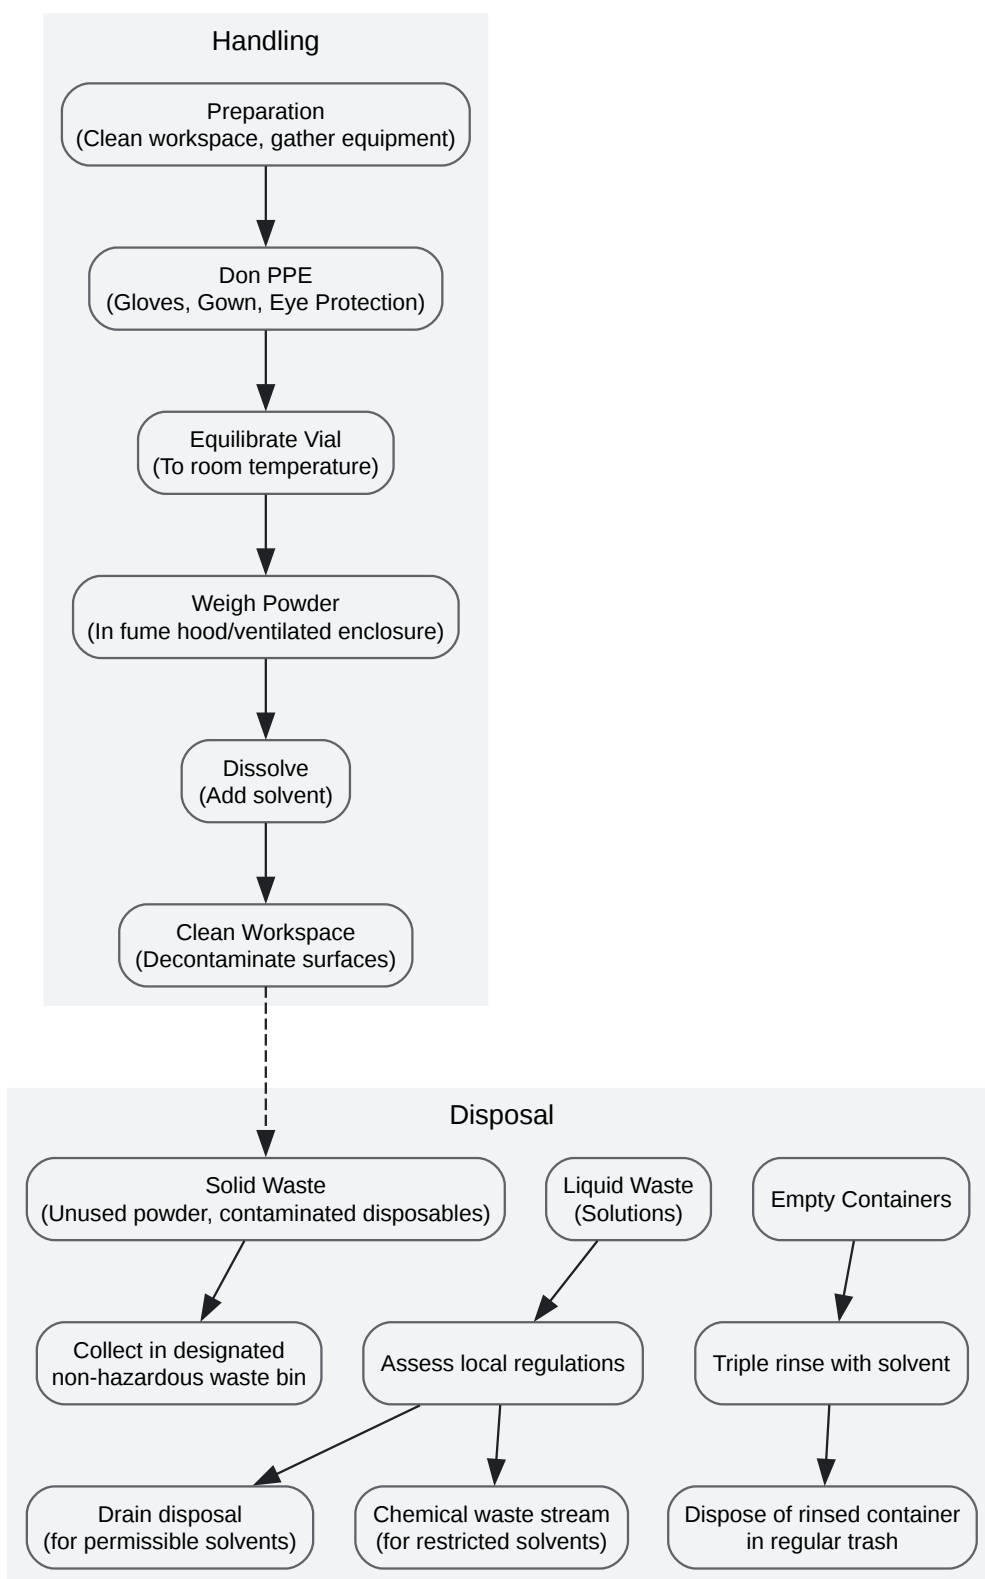 Handling
Preparation
(Clean workspace, gather equipment)
Don PPE
(Gloves, Gown, Eye Protection)
Equilibrate Vial
(To room temperature)
Weigh Powder
(In fume hood/ventilated enclosure)
Dissolve
(Add solvent)
Clean Workspace
(Decontaminate surfaces)
Disposal
Solid Waste
(Unused powder, contaminated disposables)
Liquid Waste
(Solutions)
Empty Containers
Collect in designated
non-hazardous waste bin
Assess local regulations
Triple rinse with solvent
Drain disposal
(for permissible solvents)
Chemical waste stream
(for restricted solvents)
Dispose of rinsed container
in regular trash